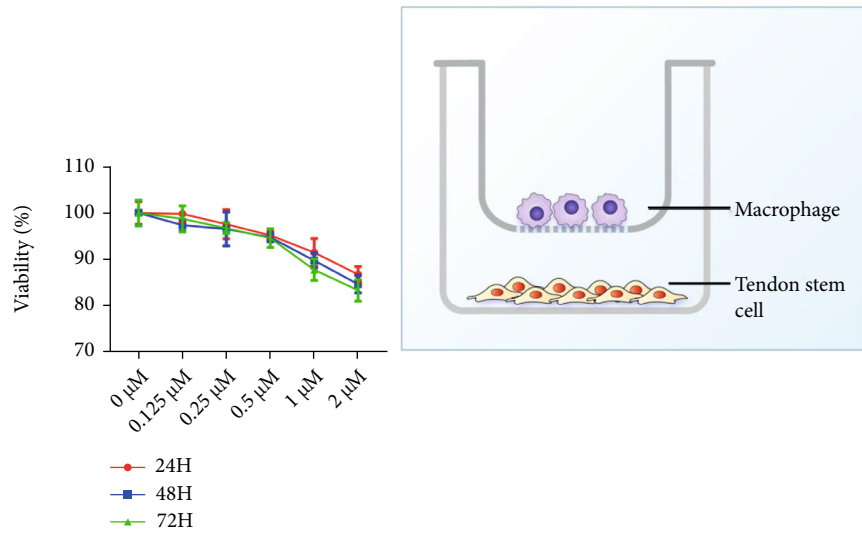 Viability (%)
110
100
90
80
70
0 μM
0.125 μM
0.25 μM
0.5 μM
1 μM
2 μM
24H
48H
72H
Macrophage
Tendon stem
cell